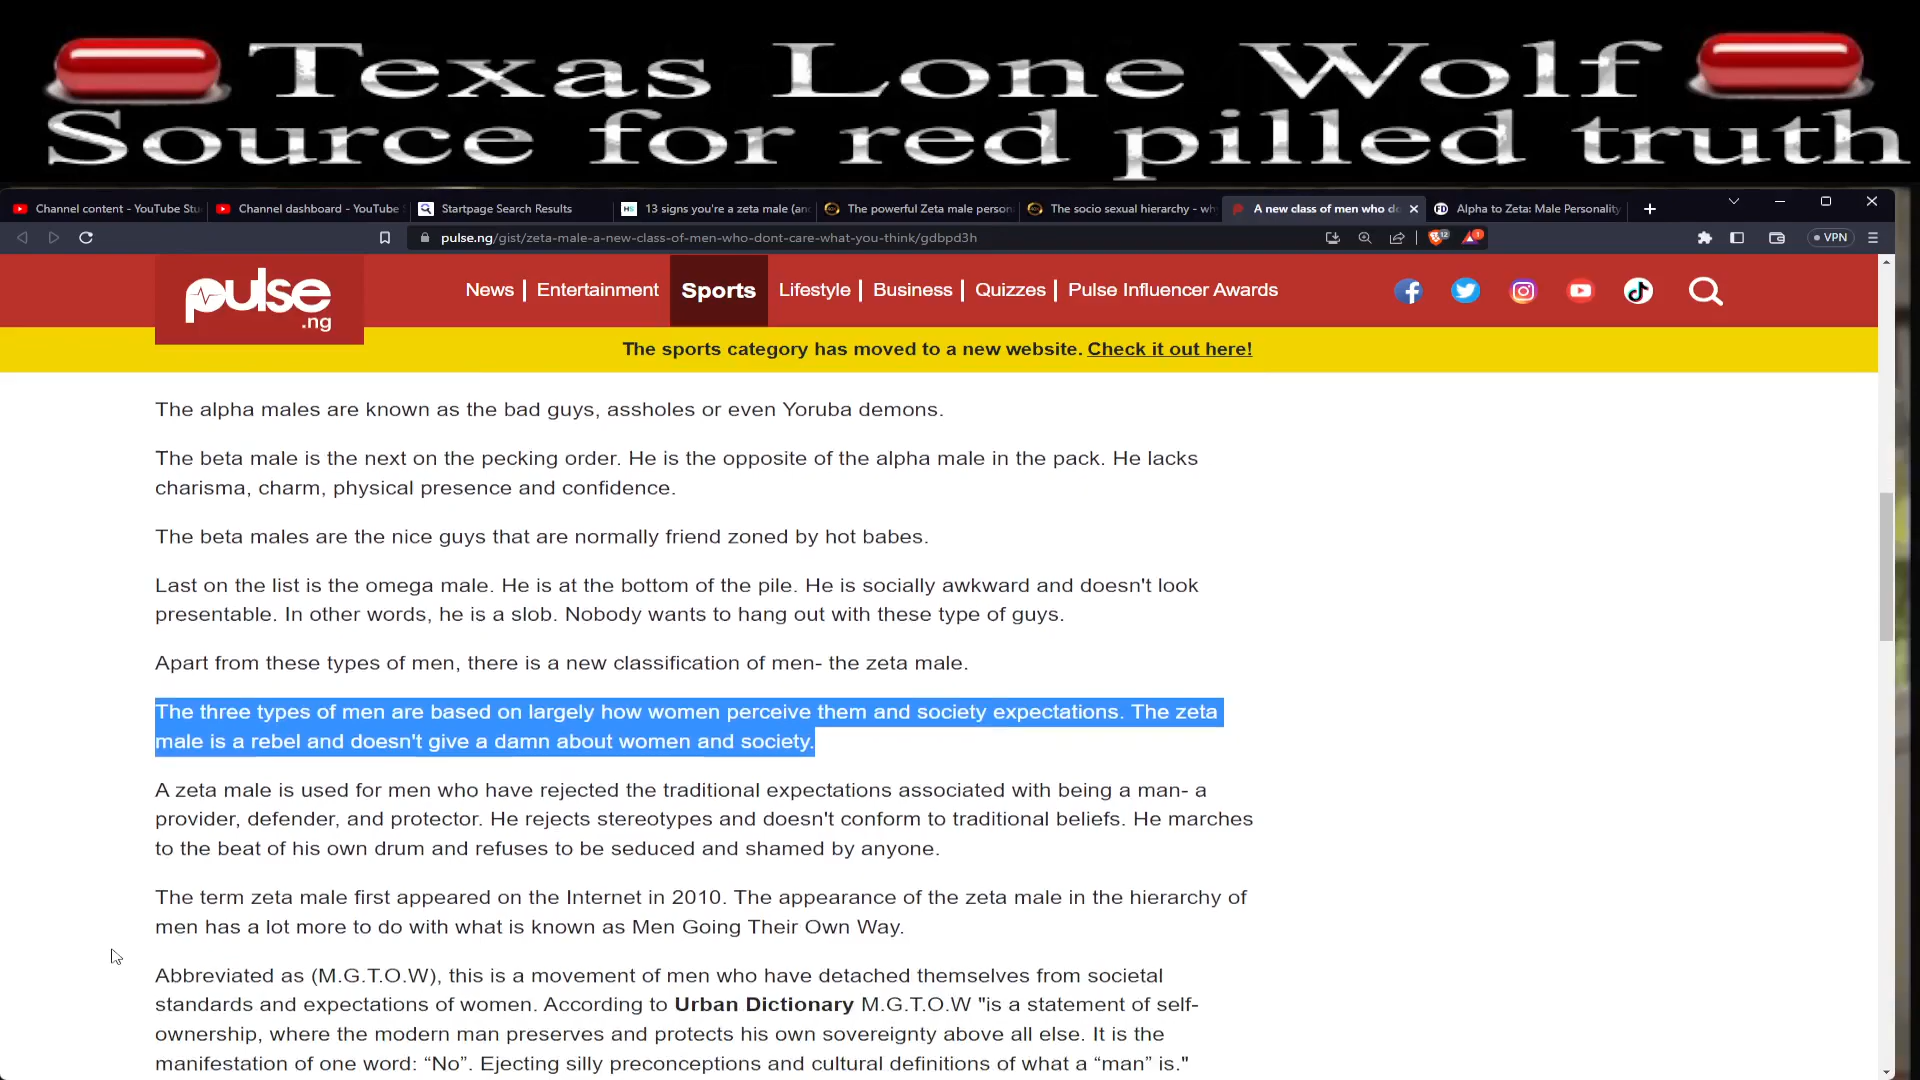 Texas Lone Wolf
Source for red pilled truth
Channel content - YouTube Stu
Channel dashboard - YouTube
Startpage Search Results
13 signs you're a zeta male (an
The powerful Zeta male person
The socio sexual hierarchy - wh
A new class of men who do
Alpha to Zeta: Male Personality
pulse.ng/gist/zeta-male-a-new-class-of-men-who-dont-care-what-you-think/gdbpd3h
12
1
VPN
pulse
.ng
News | Entertainment Sports Lifestyle | Business | Quizzes | Pulse Influencer Awards
The sports category has moved to a new website. Check it out here!
The alpha males are known as the bad guys, assholes or even Yoruba demons.
The beta male is the next on the pecking order. He is the opposite of the alpha male in the pack. He lacks
charisma, charm, physical presence and confidence.
The beta males are the nice guys that are normally friend zoned by hot babes.
Last on the list is the omega male. He is at the bottom of the pile. He is socially awkward and doesn't look
presentable. In other words, he is a slob. Nobody wants to hang out with these type of guys.
Apart from these types of men, there is a new classification of men- the zeta male.
The three types of men are based on largely how women perceive them and society expectations. The zeta
male is a rebel and doesn't give a damn about women and society.
A zeta male is used for men who have rejected the traditional expectations associated with being a man- a
provider, defender, and protector. He rejects stereotypes and doesn't conform to traditional beliefs. He marches
to the beat of his own drum and refuses to be seduced and shamed by anyone.
The term zeta male first appeared on the Internet in 2010. The appearance of the zeta male in the hierarchy of
men has a lot more to do with what is known as Men Going Their Own Way.
Abbreviated as (M.G.T.O.W), this is a movement of men who have detached themselves from societal
standards and expectations of women. According to Urban Dictionary M.G.T.O.W "is a statement of self-
ownership, where the modern man preserves and protects his own sovereignty above all else. It is the
manifestation of one word: “No”. Ejecting silly preconceptions and cultural definitions of what a “man” is."